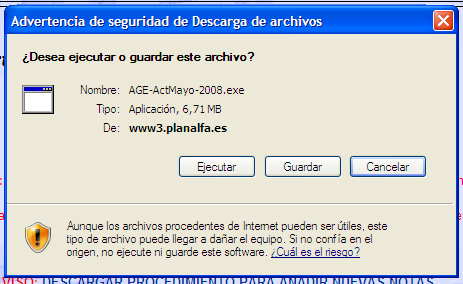 Advertencia de seguridad de Descarga de archivos
¿Desea ejecutar o guardar este archivo?
Nombre: AGE-ActMayo-2008.exe
Tipo: Aplicación, 6,71 MB
De: www3.planalfa.es
Ejecutar Guardar Cancelar
Aunque los archivos procedentes de Internet pueden ser útiles, este
tipo de archivo puede llegar a dañar el equipo. Si no confía en el
origen, no ejecute ni guarde este software. ¿Cuál es el riesgo?
VISO: DESCARGAR PROCEDIMIENTO PARA AÑADIR NUEVAS NOTAS